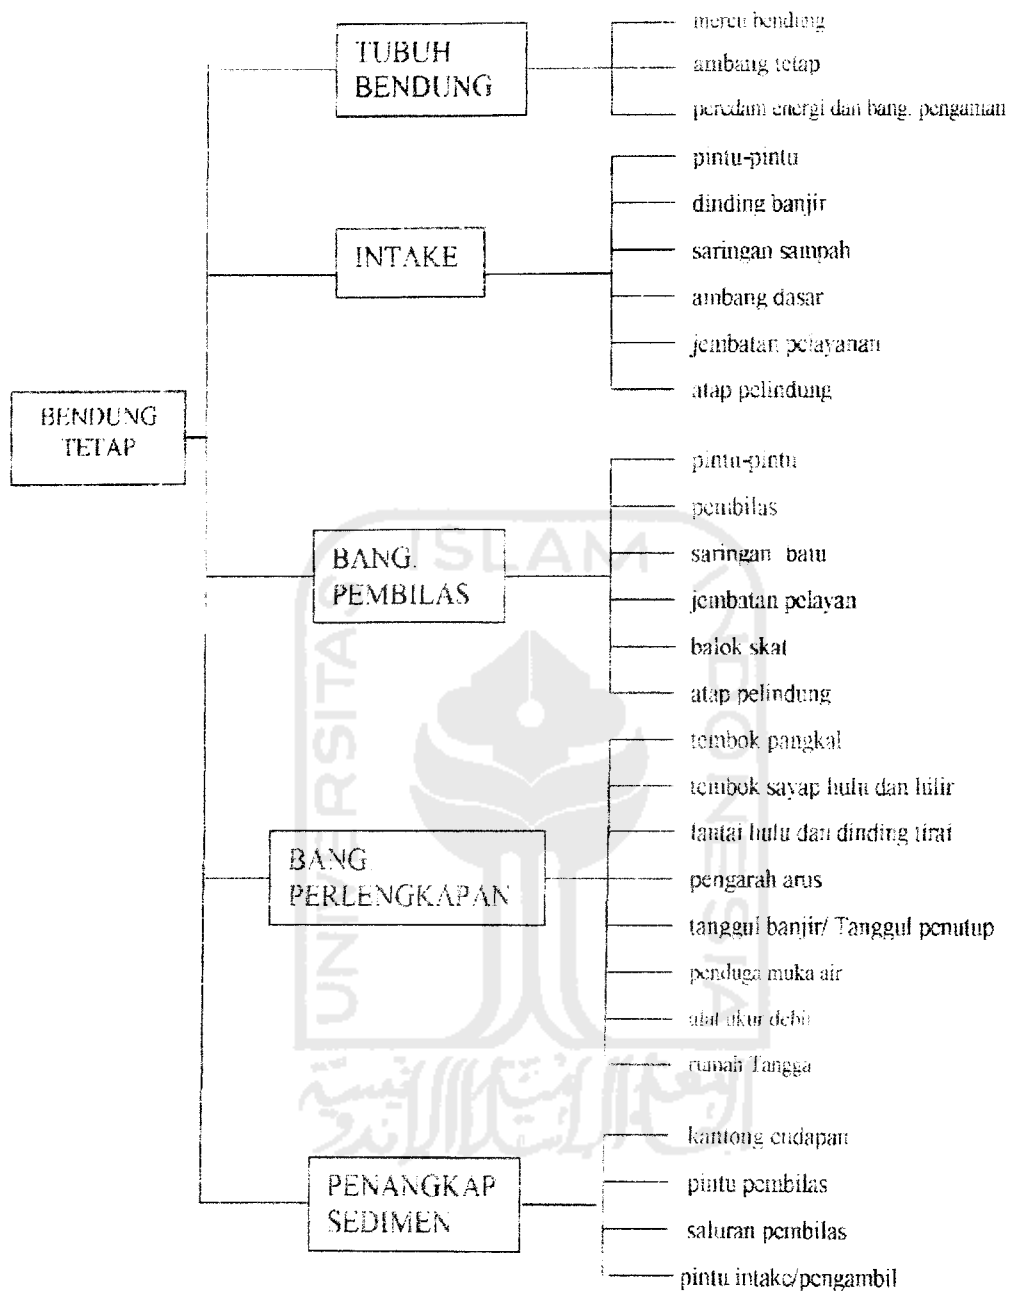 TUBUH
BENDUNG
mercu bendung
ambang tetap
peredam energi dan bang. pengaman
INTAKE
pintu-pintu
dinding banjir
saringan sampah
ambang dasar
jembatan pelayanan
atap pelindung
BENDUNG
TETAP
BANG.
PEMBILAS
pintu-pintu
pembilas
saringan batu
jembatan pelayan
balok skat
atap pelindung
BANG.
PERLENGKAPAN
tembok pangkal
tembok sayap hulu dan hilir
lantai hulu dan dinding tirai
pengarah arus
tanggul banjir/ Tanggul penutup
penduga muka air
alat ukur debit
rumah Tangga
PENANGKAP
SEDIMEN
kantong endapan
pintu pembilas
saluran pembilas
pintu intake/pengambil
UNIVERSITAS
ISLAM
INDONESIA